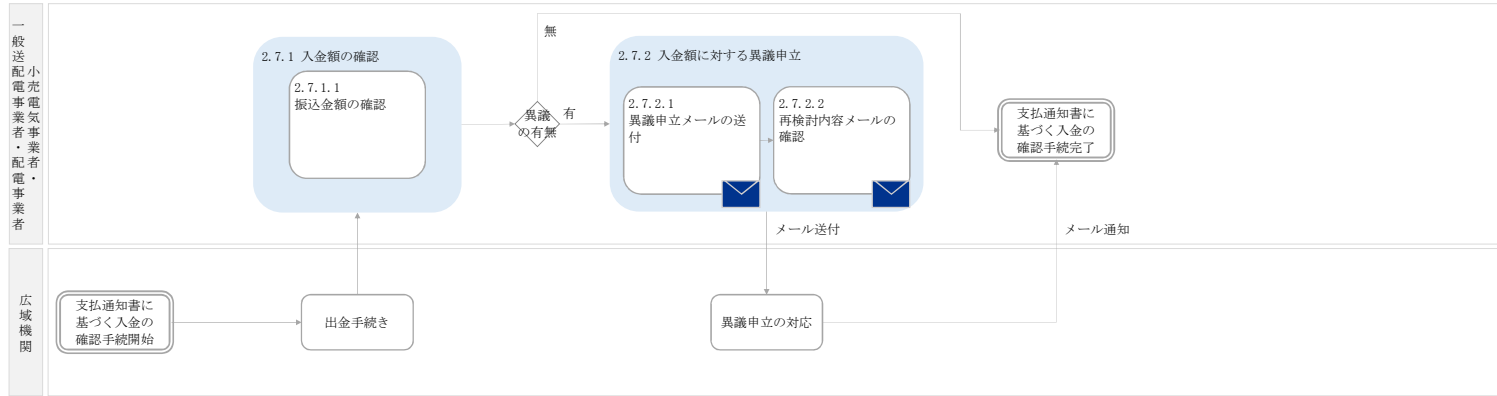 一般送配電事業者・配電事業者
小売電気事業者・
2.7.1 入金額の確認
2.7.1.1
振込金額の確認
無
異議
の有無
有
2.7.2 入金額に対する異議申立
2.7.2.1
異議申立メールの送
付
2.7.2.2
再検討内容メールの
確認
支払通知書に
基づく入金の
確認手続完了
メール送付
メール通知
広域機関
支払通知書に
基づく入金の
確認手続開始
出金手続き
異議申立の対応